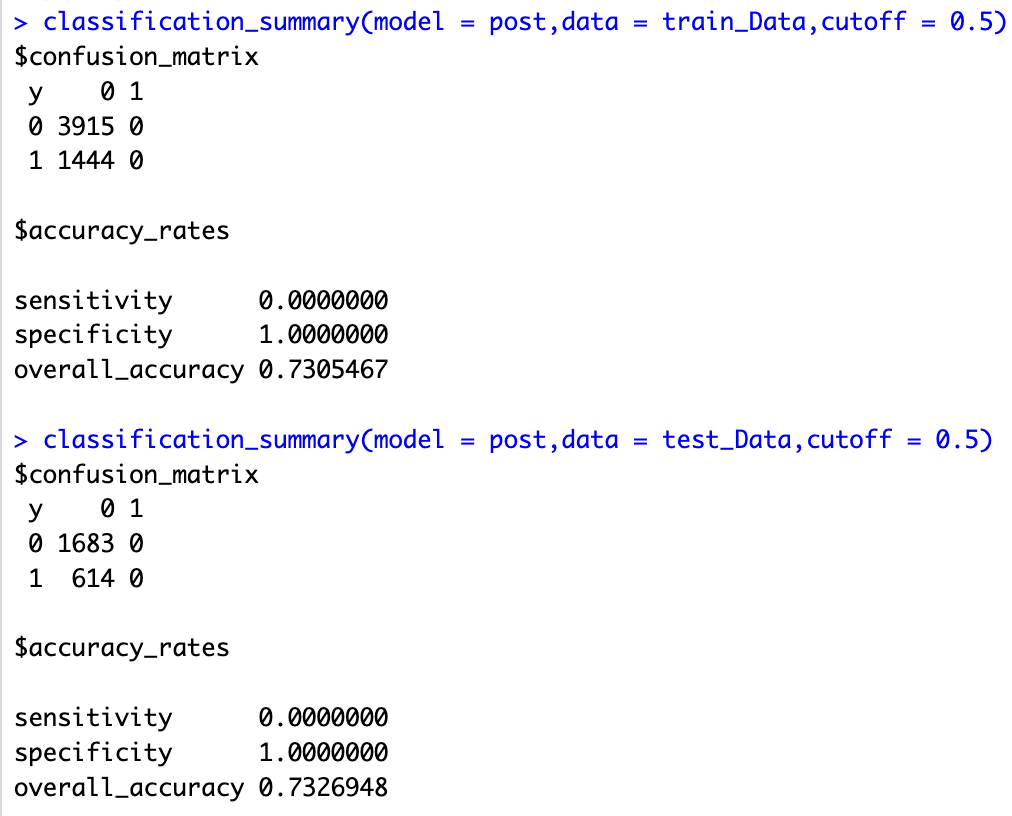 > classification_summary(model = post,data = train_Data,cutoff = 0.5)
$confusion_matrix
 y    0 1
 0 3915 0
 1 1444 0

$accuracy_rates

sensitivity      0.0000000
specificity      1.0000000
overall_accuracy 0.7305467

> classification_summary(model = post,data = test_Data,cutoff = 0.5)
$confusion_matrix
 y    0 1
 0 1683 0
 1  614 0

$accuracy_rates

sensitivity      0.0000000
specificity      1.0000000
overall_accuracy 0.7326948